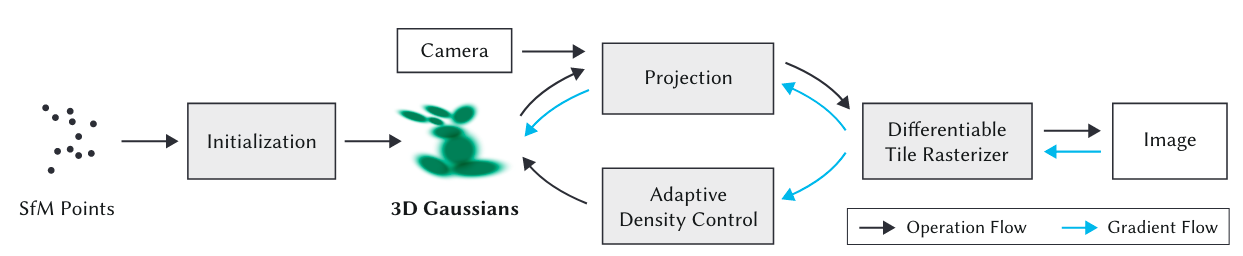 SfM Points
Initialization
Camera
3D Gaussians
Projection
Adaptive
Density Control
Differentiable
Tile Rasterizer
Image
Operation Flow
Gradient Flow